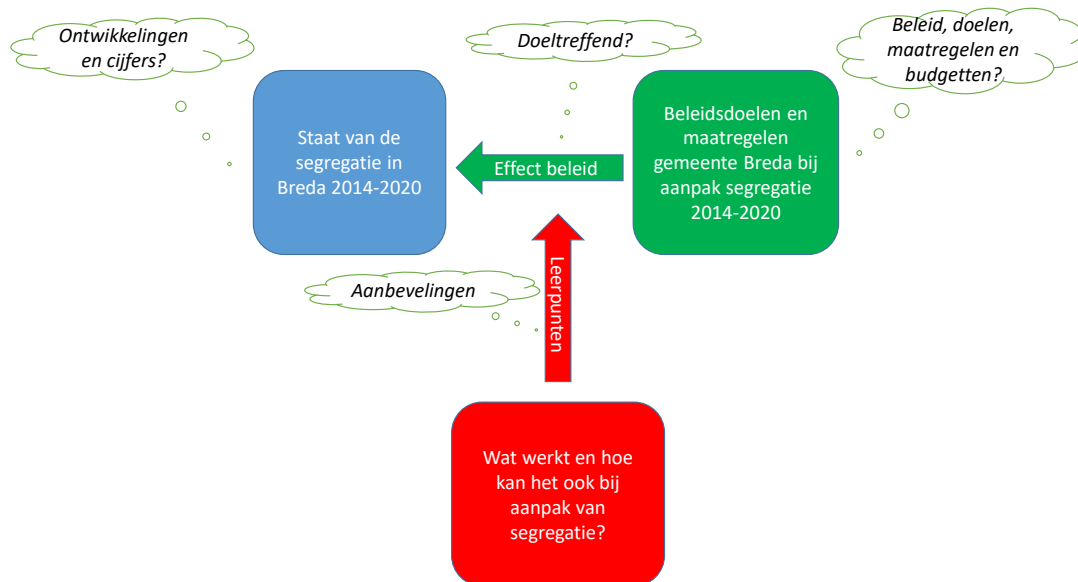 Ontwikkelingen
en cijfers?
Doeltreffend?
Beleid, doelen,
maatregelen en
budgetten?
Staat van de
segregatie in
Breda 2014-2020
Effect beleid
Beleidsdoelen en
maatregelen
gemeente Breda bij
aanpak segregatie
2014-2020
Aanbevelingen
Leerpunten
Wat werkt en hoe
kan het ook bij
aanpak van
segregatie?